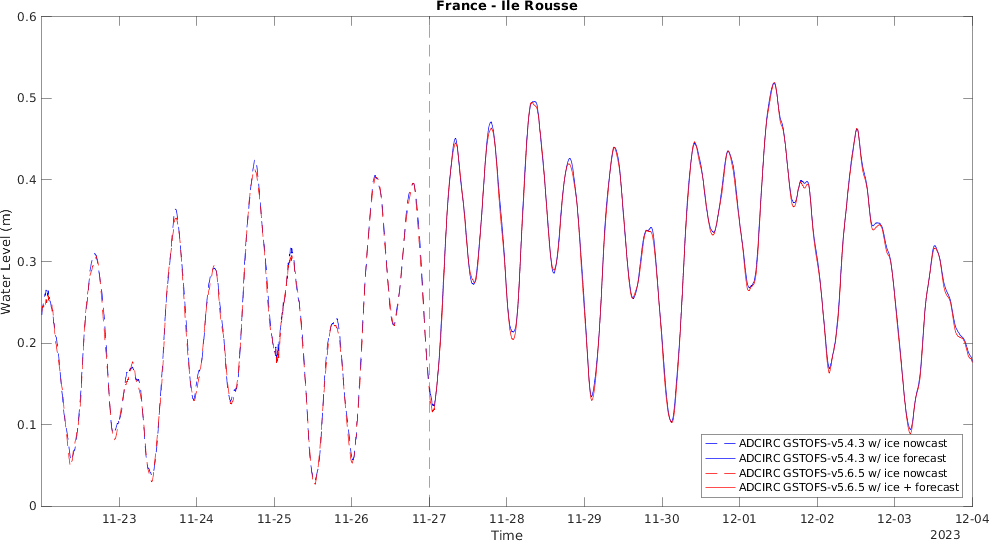 France - Ile Rousse
Water Level (m)
0.6
0.5
0.4
0.3
0.2
0.1
0
11-23
11-24
11-25
11-26
11-27
11-28
11-29
11-30
12-01
12-02
12-03
12-04
Time
2023
ADCIRC GSTOFS-v5.4.3 w/ ice nowcast
ADCIRC GSTOFS-v5.4.3 w/ ice forecast
ADCIRC GSTOFS-v5.6.5 w/ ice nowcast
ADCIRC GSTOFS-v5.6.5 w/ ice + forecast